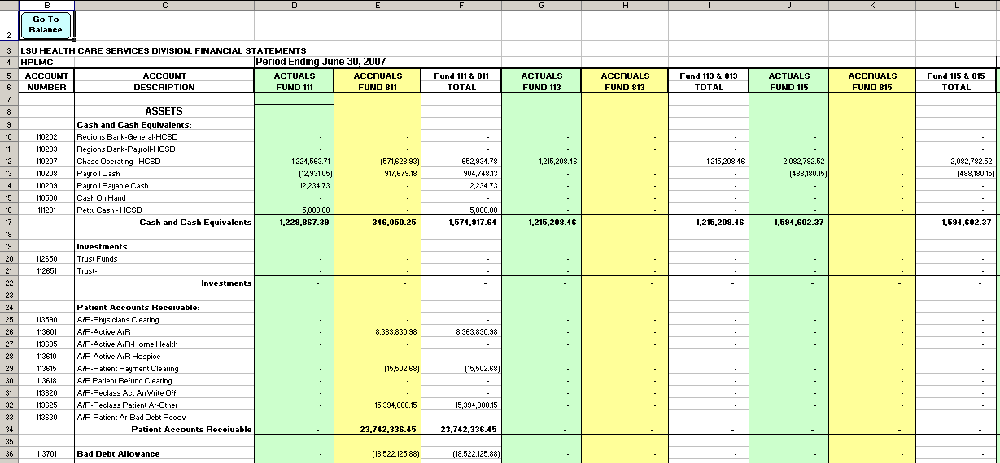 B C D E F G H I J K L
Go To
Balance
2
3 LSU HEALTH CARE SERVICES DIVISION, FINANCIAL STATEMENTS
4 HPLMC Period Ending June 30, 2007
5 ACCOUNT ACCOUNT ACTUALS ACCRUALS Fund 111 & 811 ACTUALS ACCRUALS Fund 113 & 813 ACTUALS ACCRUALS Fund 115 & 815
6 NUMBER DESCRIPTION FUND 111 FUND 811 TOTAL FUND 113 FUND 813 TOTAL FUND 115 FUND 815 TOTAL
7
8 ASSETS
9 Cash and Cash Equivalents:
10 110202 Regions Bank-General-HCSD - - - - - - - - -
11 110203 Regions Bank-Payroll-HCSD - - - - - - - - -
12 110207 Chase Operating - HCSD 1,224,563.71 (571,628.93) 652,934.78 1,215,208.46 - 1,215,208.46 2,082,782.52 - 2,082,782.52
13 110208 Payroll Cash (12,931.05) 917,679.18 904,748.13 - - - (488,180.15) - (488,180.15)
14 110209 Payroll Payable Cash 12,234.73 - 12,234.73 - - - - - -
15 110500 Cash On Hand - - - - - - - - -
16 111201 Petty Cash - HCSD 5,000.00 - 5,000.00 - - - - - -
17 Cash and Cash Equivalents 1,228,867.39 346,050.25 1,574,917.64 1,215,208.46 - 1,215,208.46 1,594,602.37 - 1,594,602.37
18
19 Investments
20 112650 Trust Funds - - - - - - - - -
21 112651 Trust- - - - - - - - - -
22 Investments - - - - - - - - -
23
24 Patient Accounts Receivable:
25 113590 A/R-Physicians Clearing - - - - - - - - -
26 113601 A/R-Active A/R - 8,363,830.98 8,363,830.98 - - - - - -
27 113605 A/R-Active A/R-Home Health - - - - - - - - -
28 113610 A/R-Active A/R Hospice - - - - - - - - -
29 113615 A/R-Patient Payment Clearing - (15,502.68) (15,502.68) - - - - - -
30 113618 A/R Patient Refund Clearing - - - - - - - - -
31 113620 A/R-Reclass Act Ar/Write Off - - - - - - - - -
32 113625 A/R-Reclass Patient Ar-Other - 15,394,008.15 15,394,008.15 - - - - - -
33 113630 A/R-Patient Ar-Bad Debt Recov - - - - - - - - -
34 Patient Accounts Receivable - 23,742,336.45 23,742,336.45 - - - - - -
35
36 113701 Bad Debt Allowance - (18,522,125.88) (18,522,125.88) - - - - - -